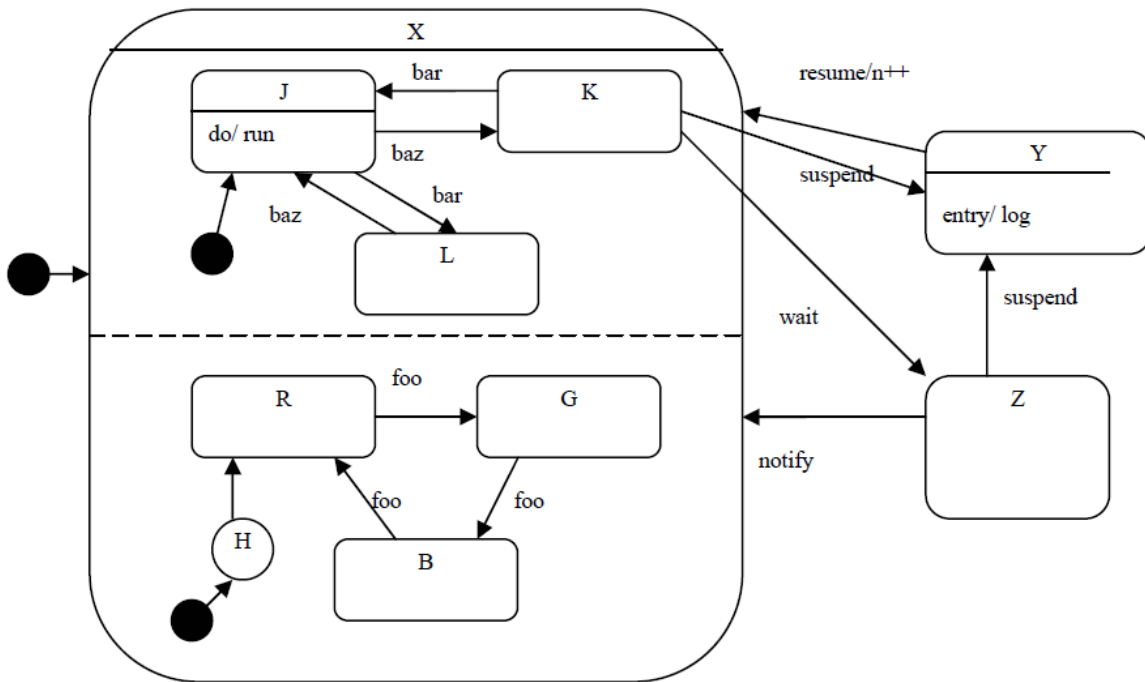 X
bar
resume/n++
J
K
do/ run
baz
Y
suspend
bar
baz
entry/ log
L
suspend
wait
foo
R
G
Z
notify
foo
foo
H
B